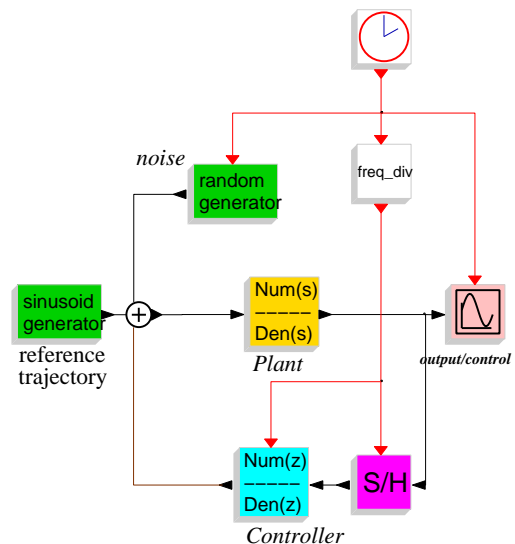 noise
random
generator
freq_div
sinusoid
generator
reference
trajectory
Num(s)
-----
Den(s)
Plant
output/control
Num(z)
-----
Den(z)
Controller
S/H